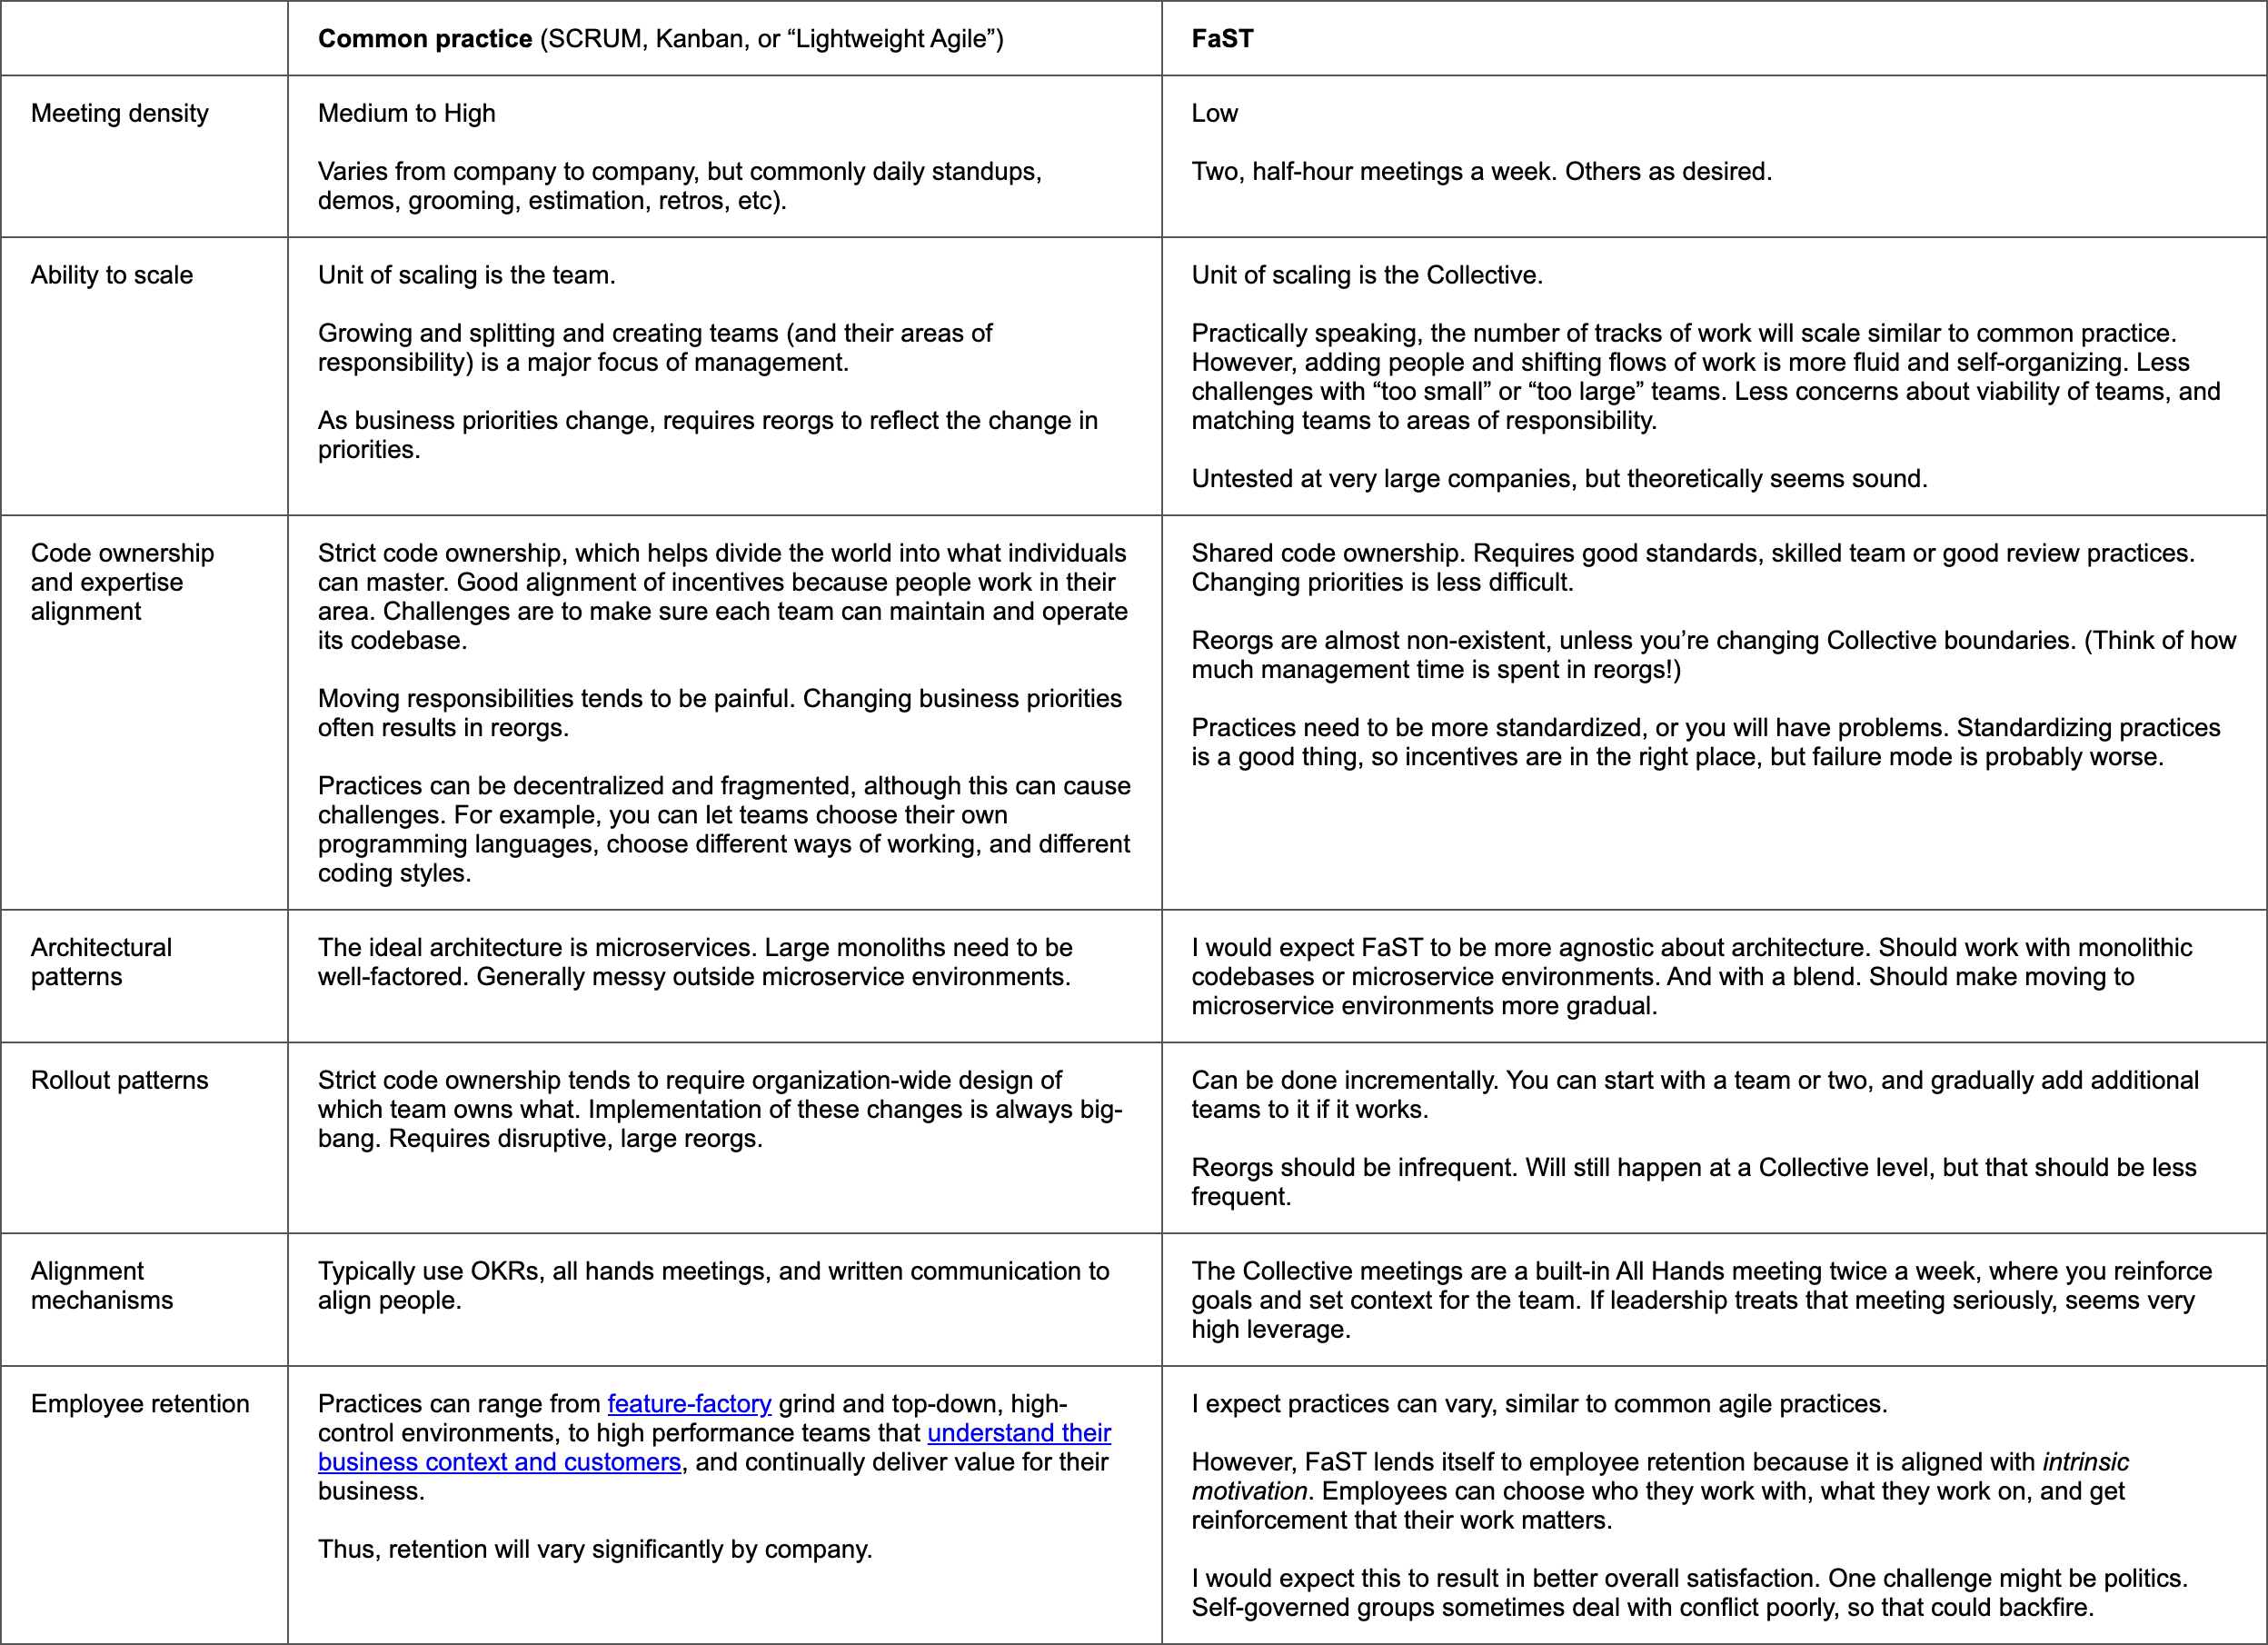 Common practice (SCRUM, Kanban, or “Lightweight Agile”)
FaST
Meeting density
Medium to High
Varies from company to company, but commonly daily standups,
demos, grooming, estimation, retros, etc).
Low
Two, half-hour meetings a week. Others as desired.
Ability to scale
Unit of scaling is the team.
Growing and splitting and creating teams (and their areas of
responsibility) is a major focus of management.
As business priorities change, requires reorgs to reflect the change in
priorities.
Unit of scaling is the Collective.
Practically speaking, the number of tracks of work will scale similar to common practice.
However, adding people and shifting flows of work is more fluid and self-organizing. Less
challenges with “too small” or “too large” teams. Less concerns about viability of teams, and
matching teams to areas of responsibility.
Untested at very large companies, but theoretically seems sound.
Code ownership
and expertise
alignment
Strict code ownership, which helps divide the world into what individuals
can master. Good alignment of incentives because people work in their
area. Challenges are to make sure each team can maintain and operate
its codebase.
Moving responsibilities tends to be painful. Changing business priorities
often results in reorgs.
Practices can be decentralized and fragmented, although this can cause
challenges. For example, you can let teams choose their own
programming languages, choose different ways of working, and different
coding styles.
Shared code ownership. Requires good standards, skilled team or good review practices.
Changing priorities is less difficult.
Reorgs are almost non-existent, unless you’re changing Collective boundaries. (Think of how
much management time is spent in reorgs!)
Practices need to be more standardized, or you will have problems. Standardizing practices
is a good thing, so incentives are in the right place, but failure mode is probably worse.
Architectural
patterns
The ideal architecture is microservices. Large monoliths need to be
well-factored. Generally messy outside microservice environments.
I would expect FaST to be more agnostic about architecture. Should work with monolithic
codebases or microservice environments. And with a blend. Should make moving to
microservice environments more gradual.
Rollout patterns
Strict code ownership tends to require organization-wide design of
which team owns what. Implementation of these changes is always big-
bang. Requires disruptive, large reorgs.
Can be done incrementally. You can start with a team or two, and gradually add additional
teams to it if it works.
Reorgs should be infrequent. Will still happen at a Collective level, but that should be less
frequent.
Alignment
mechanisms
Typically use OKRs, all hands meetings, and written communication to
align people.
The Collective meetings are a built-in All Hands meeting twice a week, where you reinforce
goals and set context for the team. If leadership treats that meeting seriously, seems very
high leverage.
Employee retention
Practices can range from feature-factory grind and top-down, high-
control environments, to high performance teams that understand their
business context and customers, and continually deliver value for their
business.
Thus, retention will vary significantly by company.
I expect practices can vary, similar to common agile practices.
However, FaST lends itself to employee retention because it is aligned with intrinsic
motivation. Employees can choose who they work with, what they work on, and get
reinforcement that their work matters.
I would expect this to result in better overall satisfaction. One challenge might be politics.
Self-governed groups sometimes deal with conflict poorly, so that could backfire.